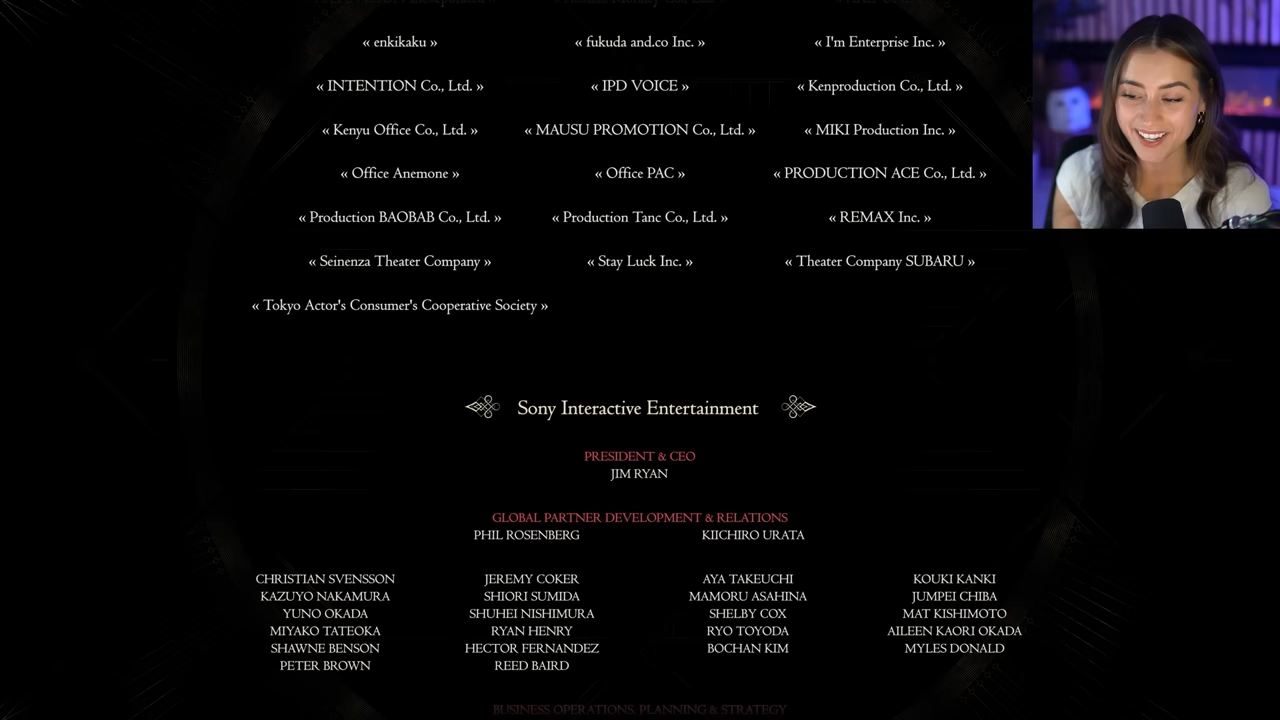 « enkikaku » « fukuda and.co Inc. » « I'm Enterprise Inc. »
« INTENTION Co., Ltd. » « IPD VOICE » « Kenproduction Co., Ltd. »
« Kenyu Office Co., Ltd. » « MAUSU PROMOTION Co., Ltd. » « MIKI Production Inc. »
« Office Anemone » « Office PAC » « PRODUCTION ACE Co., Ltd. »
« Production BAOBAB Co., Ltd. » « Production Tanc Co., Ltd. » « REMAX Inc. »
« Seinenza Theater Company » « Stay Luck Inc. » « Theater Company SUBARU »
« Tokyo Actor's Consumer's Cooperative Society »
Sony Interactive Entertainment
PRESIDENT & CEO
JIM RYAN
GLOBAL PARTNER DEVELOPMENT & RELATIONS
PHIL ROSENBERG KIICHIRO URATA
CHRISTIAN SVENSSON JEREMY COKER AYA TAKEUCHI KOUKI KANKI
KAZUYO NAKAMURA SHIORI SUMIDA MAMORU ASAHINA JUMPEI CHIBA
YUNO OKADA SHUHEI NISHIMURA SHELBY COX MAT KISHIMOTO
MIYAKO TATEOKA RYAN HENRY RYO TOYODA AILEEN KAORI OKADA
SHAWNE BENSON HECTOR FERNANDEZ BOCHAN KIM MYLES DONALD
PETER BROWN REED BAIRD
BUSINESS OPERATIONS, PLANNING & STRATEGY